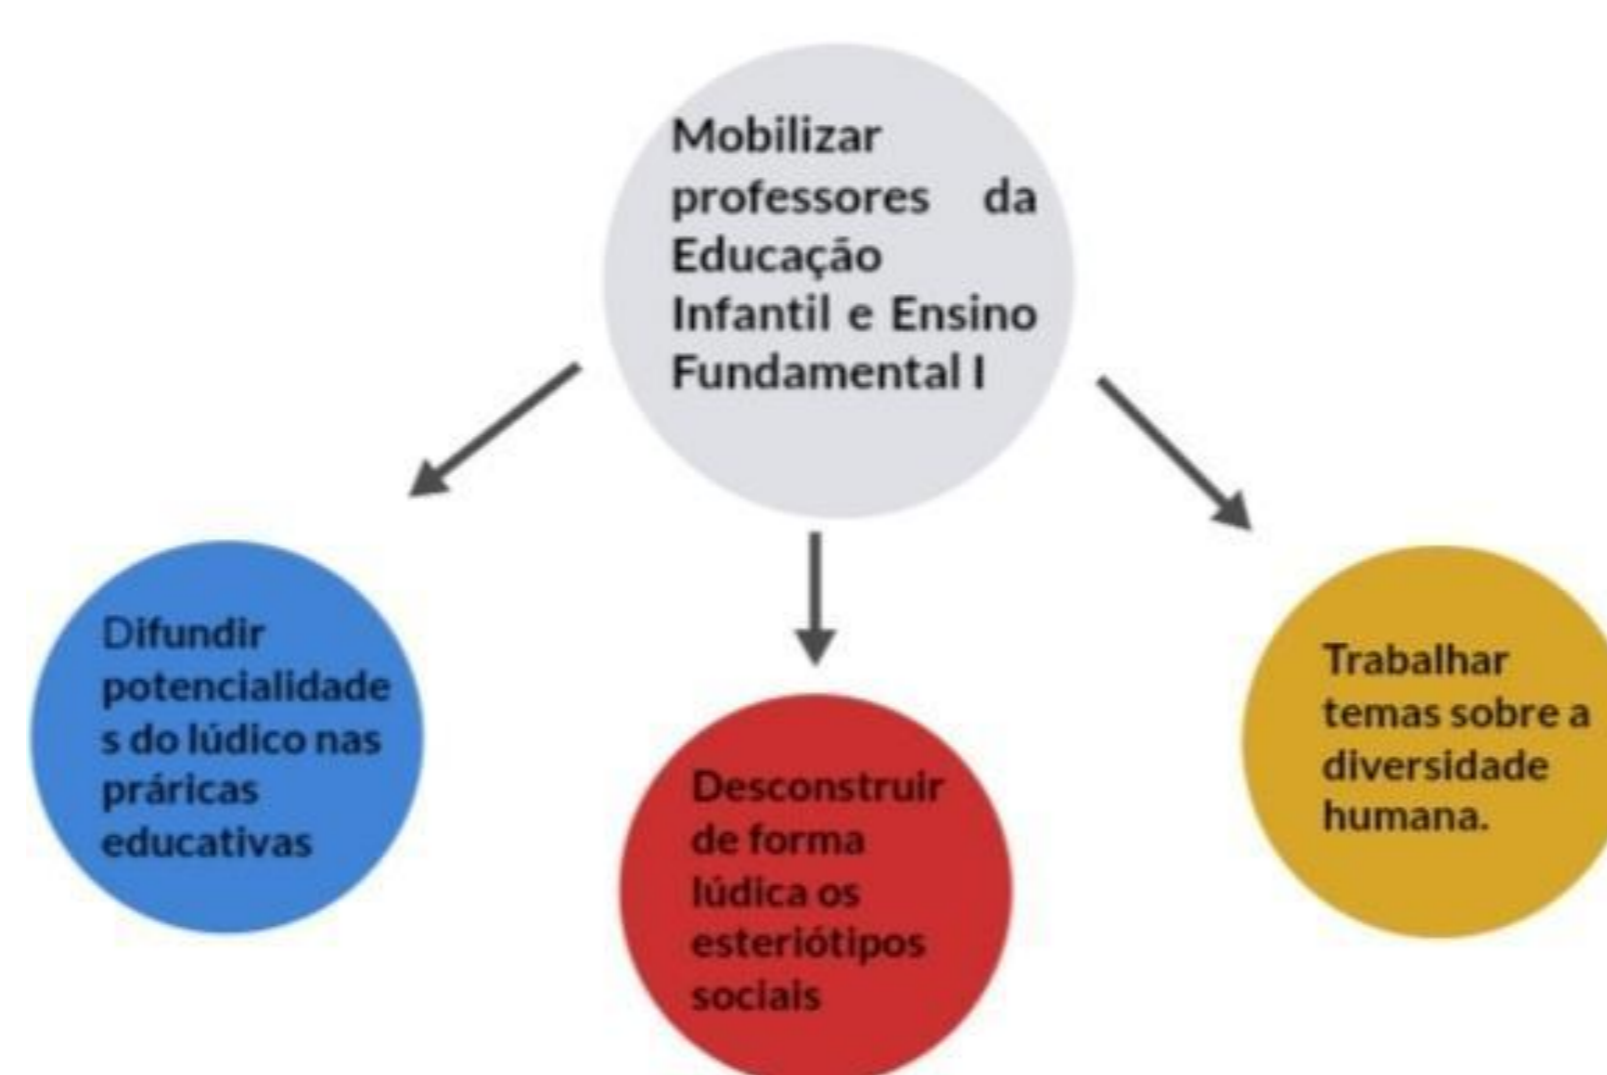 Mobilizar
professores da
Educação
Infantil e Ensino
Fundamental I
Difundir
potencialidade
s do lúdico nas
práricas
educativas
Desconstruir
de forma
lúdica os
esteriótipos
sociais
Trabalhar
temas sobre a
diversidade
humana.